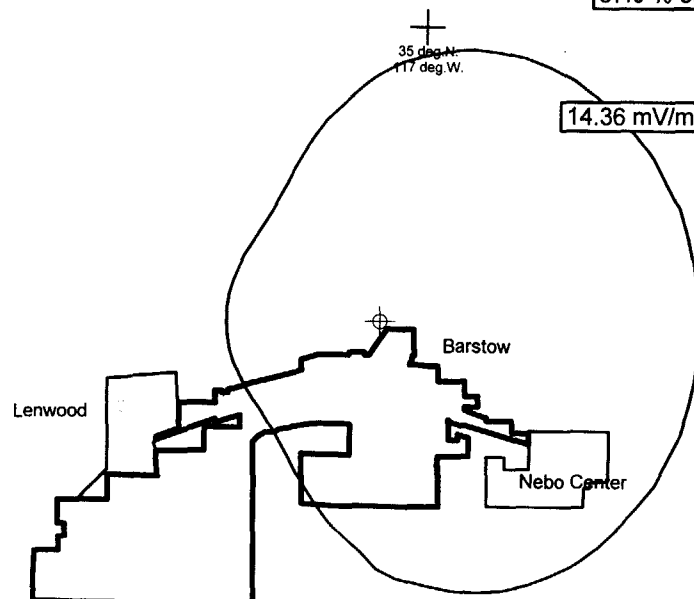 35 deg.N.
117 deg.W.
14.36 mV/m
Barstow
Lenwood
Nebo Center